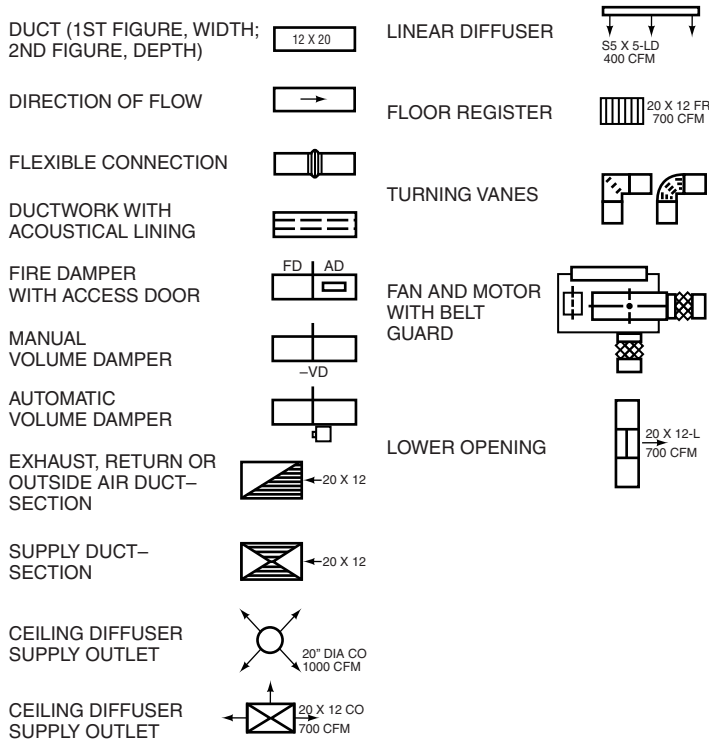 DUCT (1ST FIGURE, WIDTH;
2ND FIGURE, DEPTH)
12 X 20
DIRECTION OF FLOW
FLEXIBLE CONNECTION
DUCTWORK WITH
ACOUSTICAL LINING
FIRE DAMPER
WITH ACCESS DOOR
FD AD
MANUAL
VOLUME DAMPER
–VD
AUTOMATIC
VOLUME DAMPER
EXHAUST, RETURN OR
OUTSIDE AIR DUCT–
SECTION
20 X 12
SUPPLY DUCT–
SECTION
20 X 12
CEILING DIFFUSER
SUPPLY OUTLET
20" DIA CO
1000 CFM
CEILING DIFFUSER
SUPPLY OUTLET
20 X 12 CO
700 CFM
LINEAR DIFFUSER
S5 X 5-LD
400 CFM
FLOOR REGISTER
20 X 12 FR
700 CFM
TURNING VANES
FAN AND MOTOR
WITH BELT
GUARD
LOWER OPENING
20 X 12-L
700 CFM